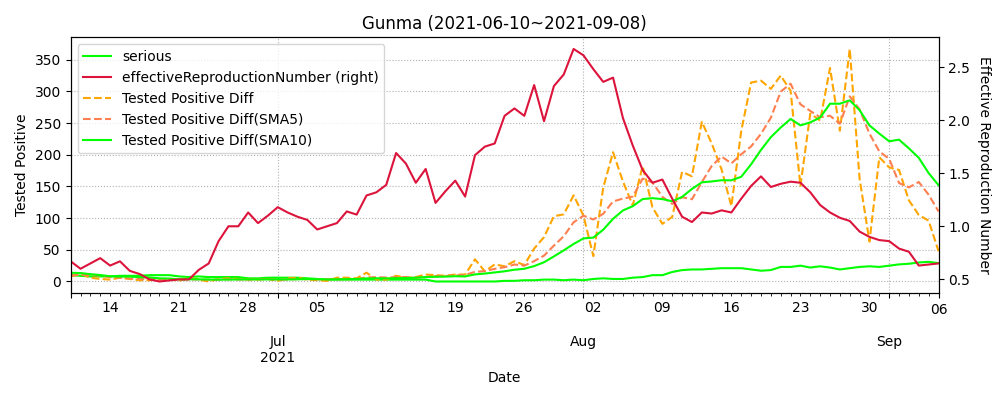 Gunma (2021-06-10~2021-09-08)
serious
effectiveReproductionNumber (right)
Tested Positive Diff
Tested Positive Diff(SMA5)
Tested Positive Diff(SMA10)
Tested Positive
350
300
250
200
150
100
50
0
2.5
2.0
1.5
1.0
0.5
Effective Reproduction Number
14 21 28 05 12 19 26 02 09 16 23 30 06
Jul Aug Sep
2021
Date